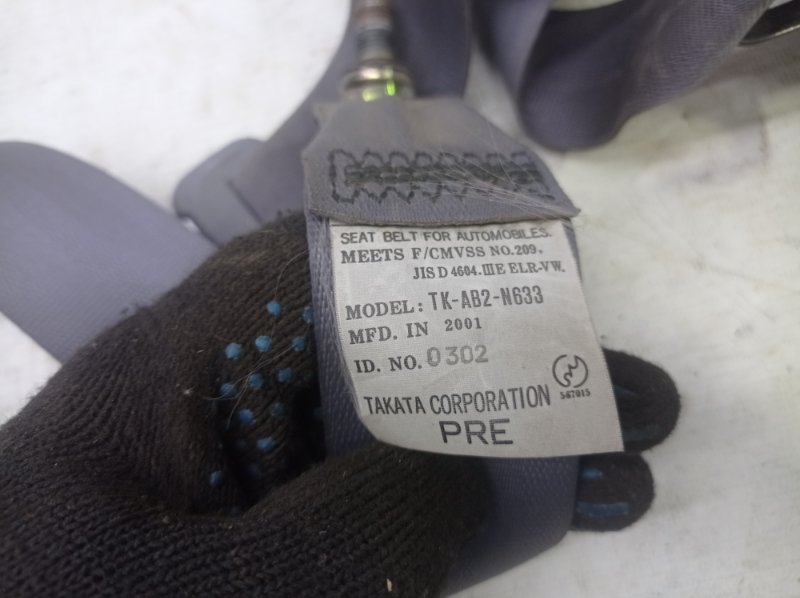 SEAT BELT FOR AUTOMOBILES.
MEETS F/CMVSS NO.209,
JIS D 4604.ⅢE ELR-VW.
MODEL: TK-AB2-N633
MFD. IN 2001
ID. NO. 0302
567015
TAKATA CORPORATION
PRE